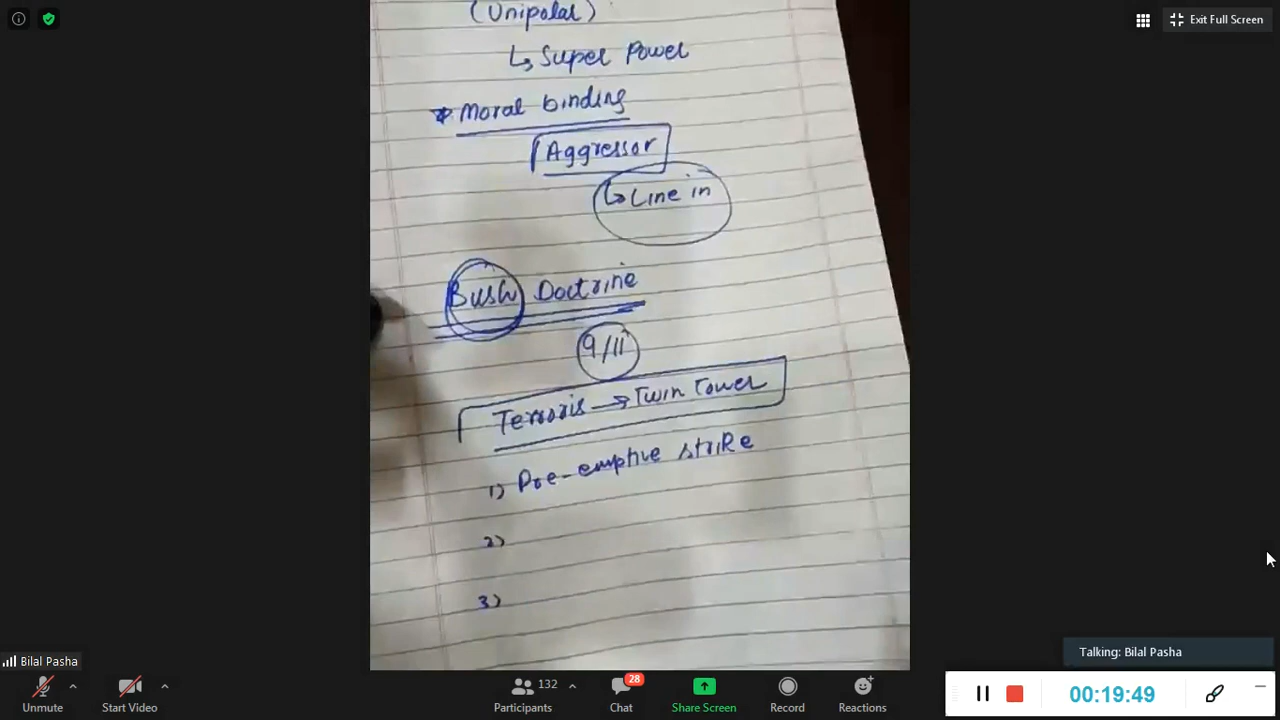 Exit Full Screen
(Unipolar)
↳ Super Power
* Moral binding
Aggressor
↳ Line in
Bush Doctrine
9/11
Terroris → Twin Tower
1) Pre-emptive strike
2)
3)
Bilal Pasha
Talking: Bilal Pasha
Unmute
Start Video
132
Participants
28
Chat
Share Screen
Record
Reactions
00:19:49